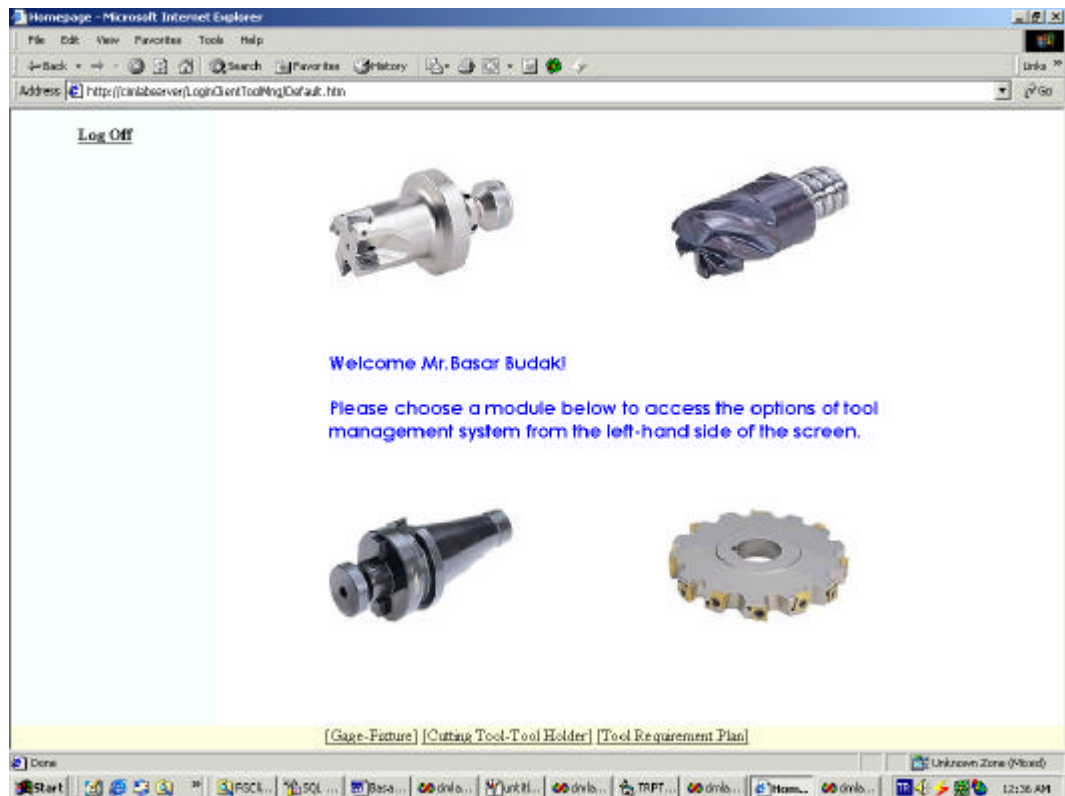 Homepage - Microsoft Internet Explorer
File Edit View Favorites Tools Help
Back Search Favorites History Links »
Address http://cimlabserver/LoginClientToolMng/Default.htm Go
Log Off
Welcome Mr.Basar Budak!
Please choose a module below to access the options of tool
management system from the left-hand side of the screen.
[Gage-Fixture] [Cutting Tool-Tool Holder] [Tool Requirement Plan]
Done Unknown Zone (Mixed)
Start » SQL ... Basa... Hom... 12:36 AM